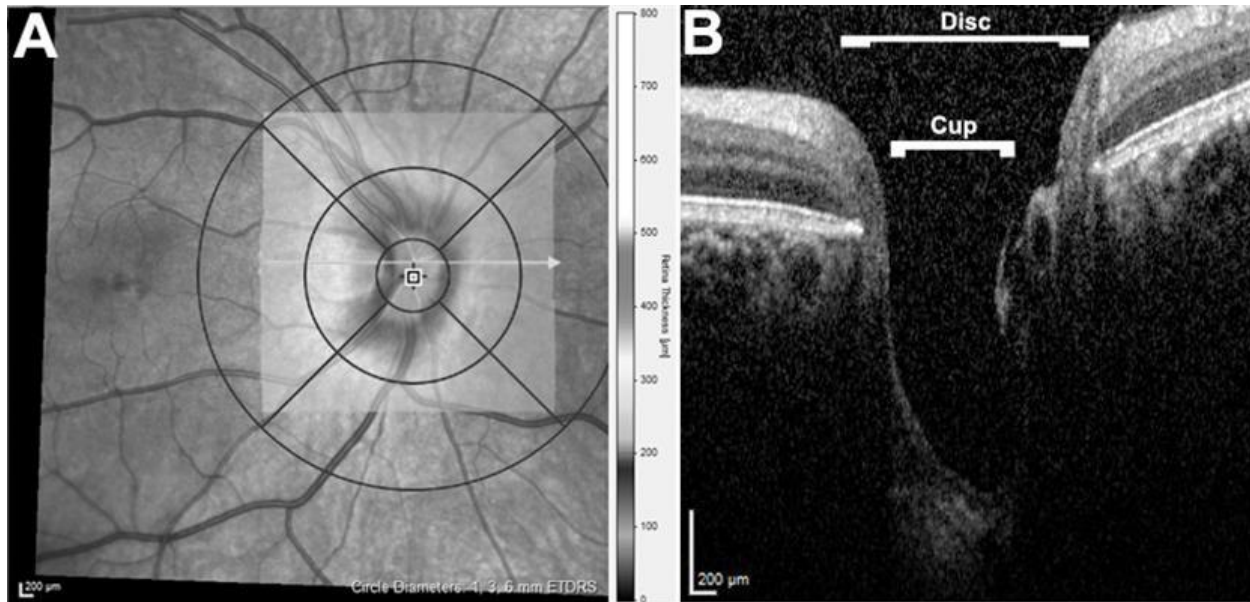 A
800
700
600
500
400
300
200
100
0
Retina Thickness [µm]
200 µm
Circle Diameters: 1, 3, 6 mm ETDRS
B
Disc
Cup
200 µm